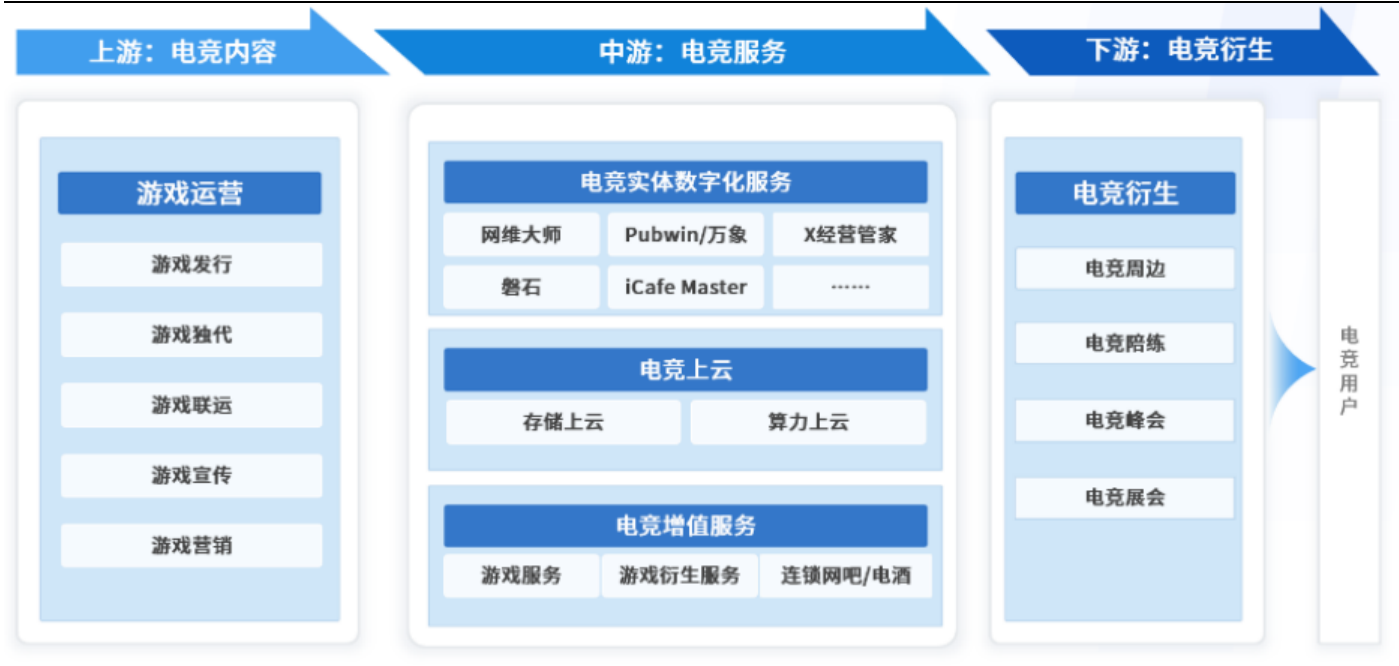 上游：电竞内容
中游：电竞服务
下游：电竞衍生
游戏运营
游戏发行
游戏独代
游戏联运
游戏宣传
游戏营销
电竞实体数字化服务
网维大师
Pubwin/万象
X经营管家
磐石
iCafe Master
……
电竞上云
存储上云
算力上云
电竞增值服务
游戏服务
游戏衍生服务
连锁网吧/电酒
电竞衍生
电竞周边
电竞陪练
电竞峰会
电竞展会
电竞用户